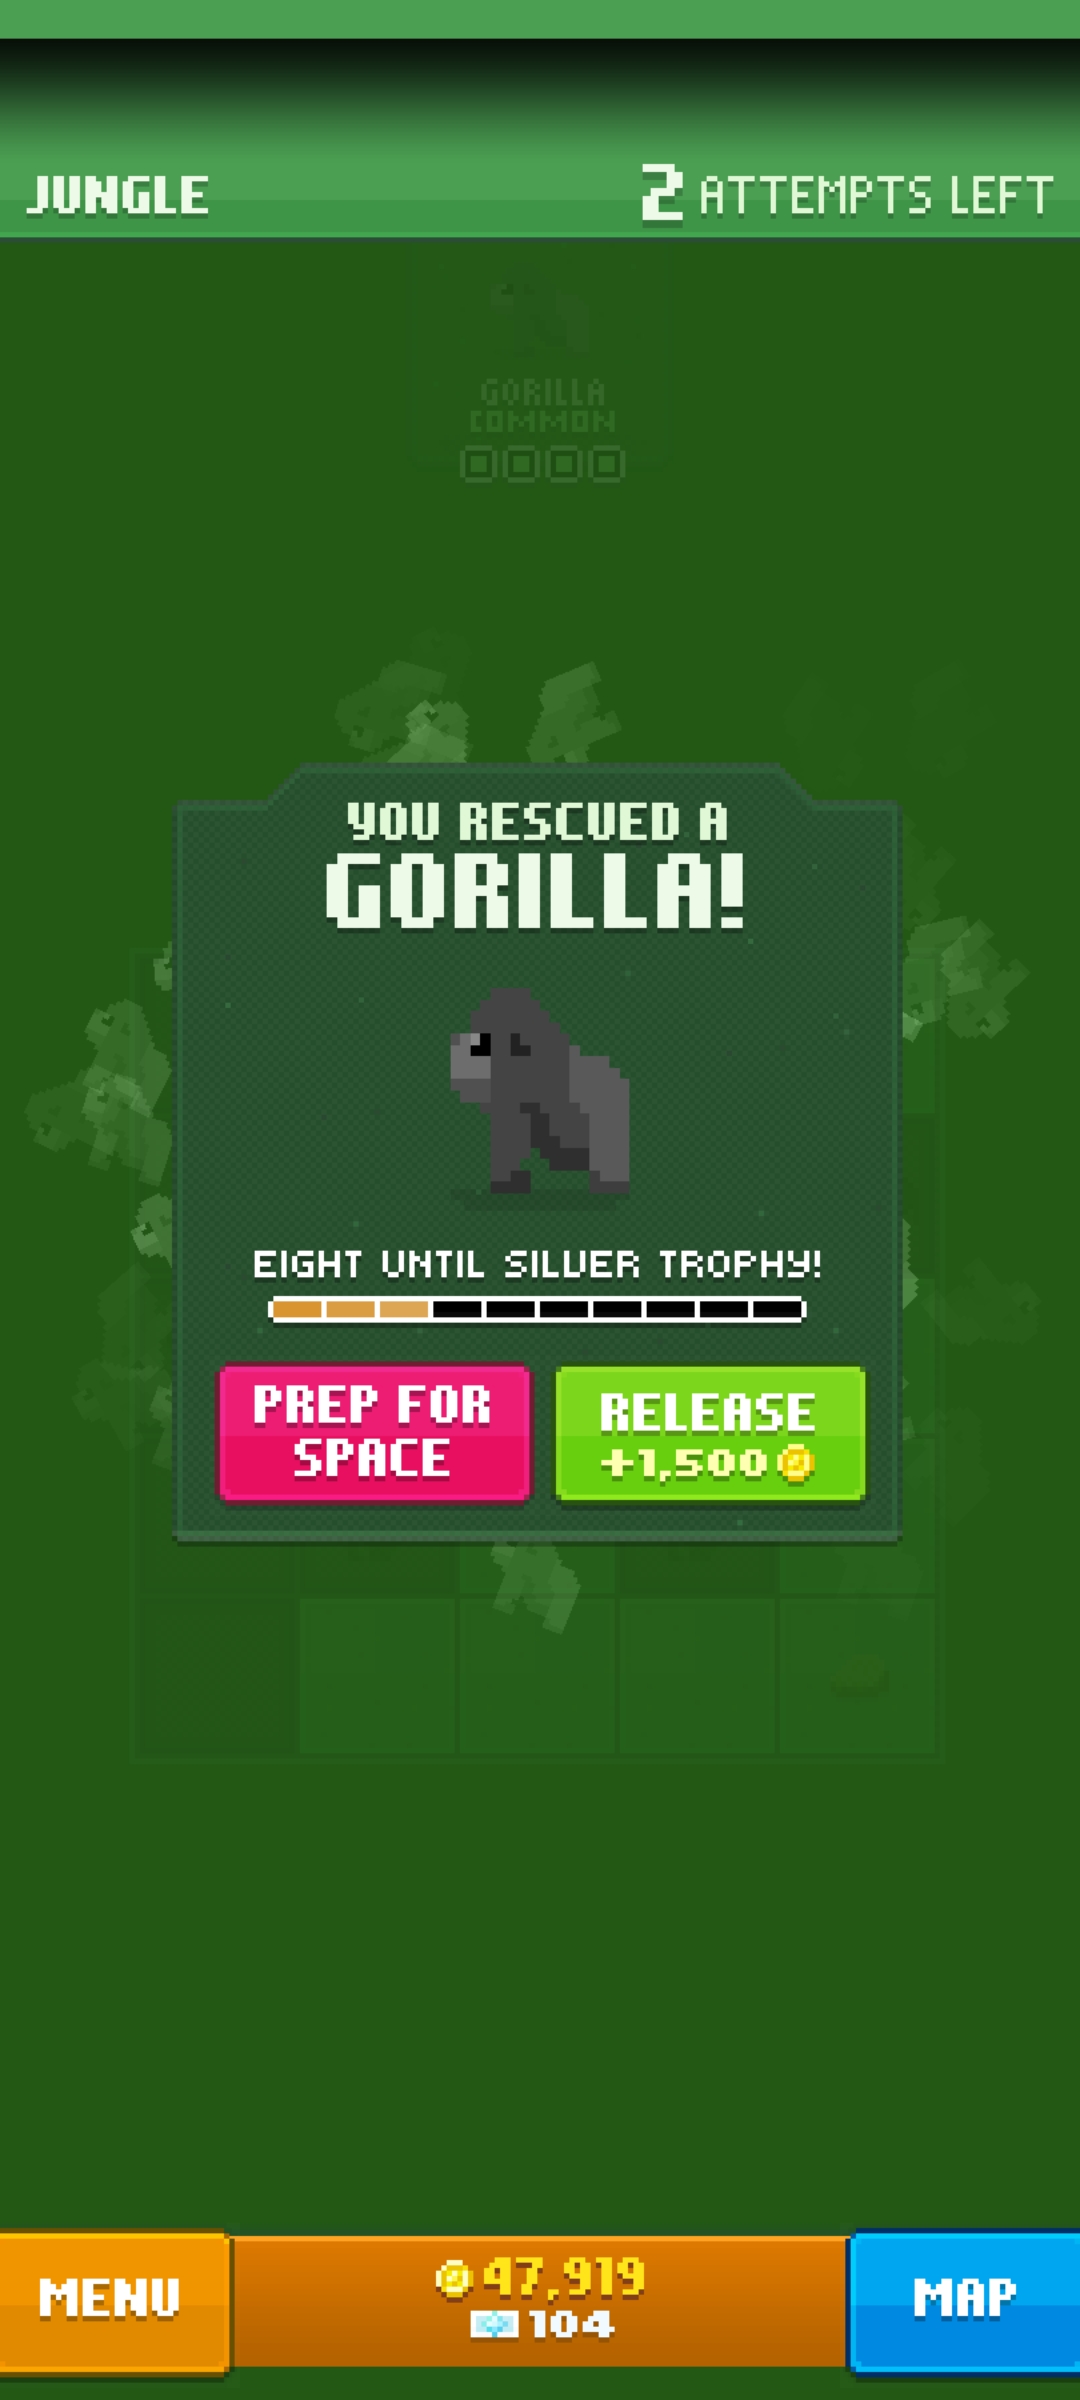 JUNGLE
2 ATTEMPTS LEFT
GORILLA
COMMON
YOU RESCUED A
GORILLA!
EIGHT UNTIL SILVER TROPHY!
PREP FOR
SPACE
RELEASE
+1,500
MENU
47,919
104
MAP